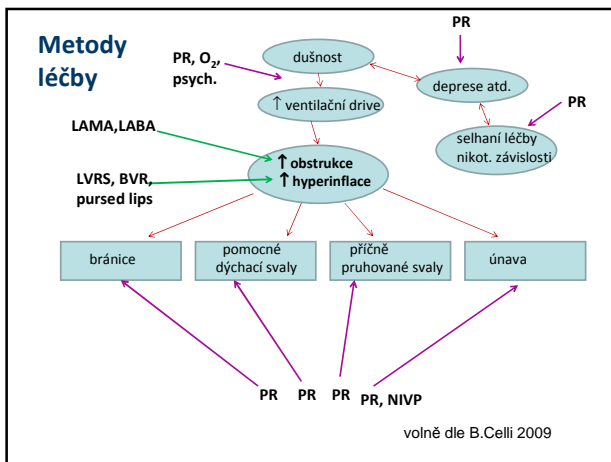 Metody
léčby
PR, O₂,
psych.
dušnost
PR
deprese atd.
↑ ventilační drive
PR
LAMA,LABA
selhaní léčby
nikot. závislosti
↑ obstrukce
↑ hyperinflace
LVRS, BVR,
pursed lips
bránice
pomocné
dýchací svaly
příčně
pruhované svaly
únava
PR
PR
PR
PR, NIVP
volně dle B.Celli 2009